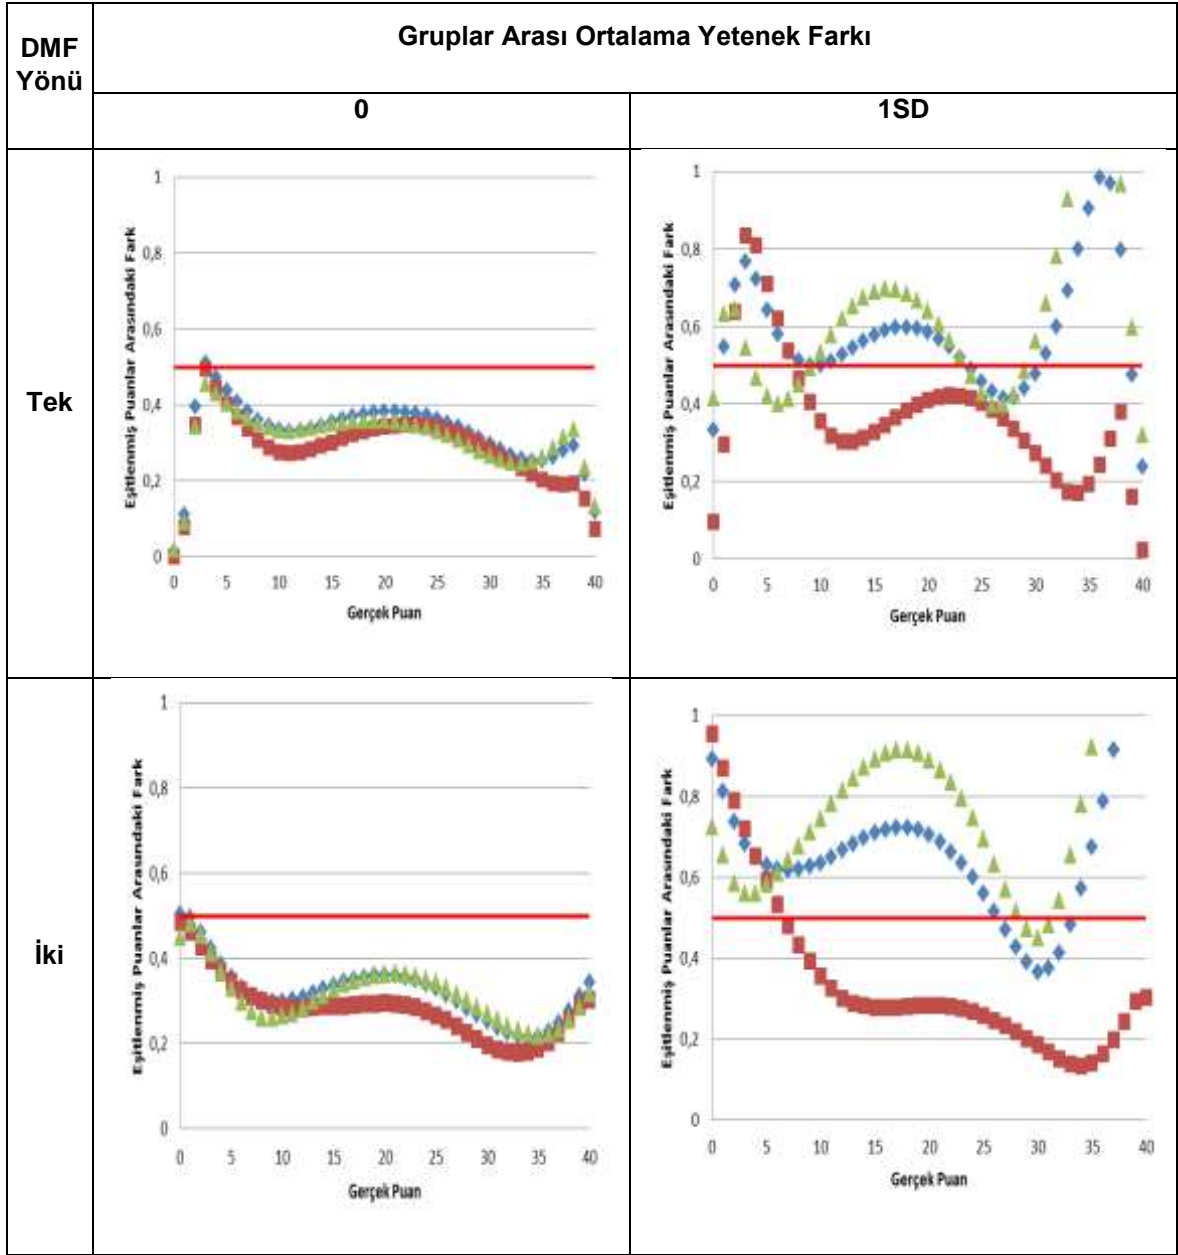 DMF
Yönü
Gruplar Arası Ortalama Yetenek Farkı
0
1SD
Tek
Eşitlenmiş Puanlar Arasındaki Fark
1
0,8
0,6
0,4
0,2
0
0 5 10 15 20 25 30 35 40
Gerçek Puan
Eşitlenmiş Puanlar Arasındaki Fark
1
0,8
0,6
0,4
0,2
0
0 5 10 15 20 25 30 35 40
Gerçek Puan
İki
Eşitlenmiş Puanlar Arasındaki Fark
1
0,8
0,6
0,4
0,2
0
0 5 10 15 20 25 30 35 40
Gerçek Puan
Eşitlenmiş Puanlar Arasındaki Fark
1
0,8
0,6
0,4
0,2
0
0 5 10 15 20 25 30 35 40
Gerçek Puan